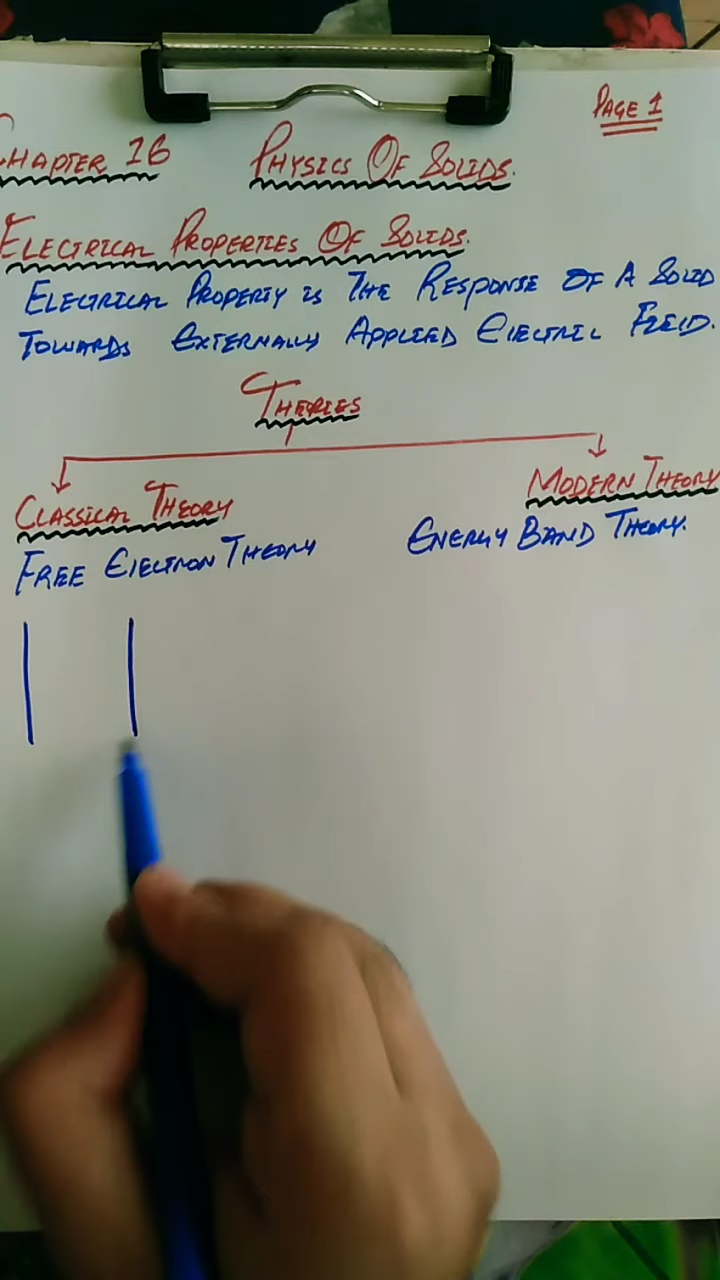 PAGE 1
CHAPTER 16 PHYSICS OF SOLIDS.
ELECTRICAL PROPERTIES OF SOLIDS.
ELECTRICAL PROPERTY IS THE RESPONSE OF A SOLID
TOWARDS EXTERNALLY APPLIED ELECTRIC FIELD.
THEORIES
CLASSICAL THEORY MODERN THEORY
FREE ELECTRON THEORY ENERGY BAND THEORY.